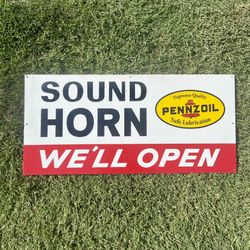 SOUND
HORN
Supreme Quality
PENNZOIL
Safe Lubrication
WE'LL OPEN